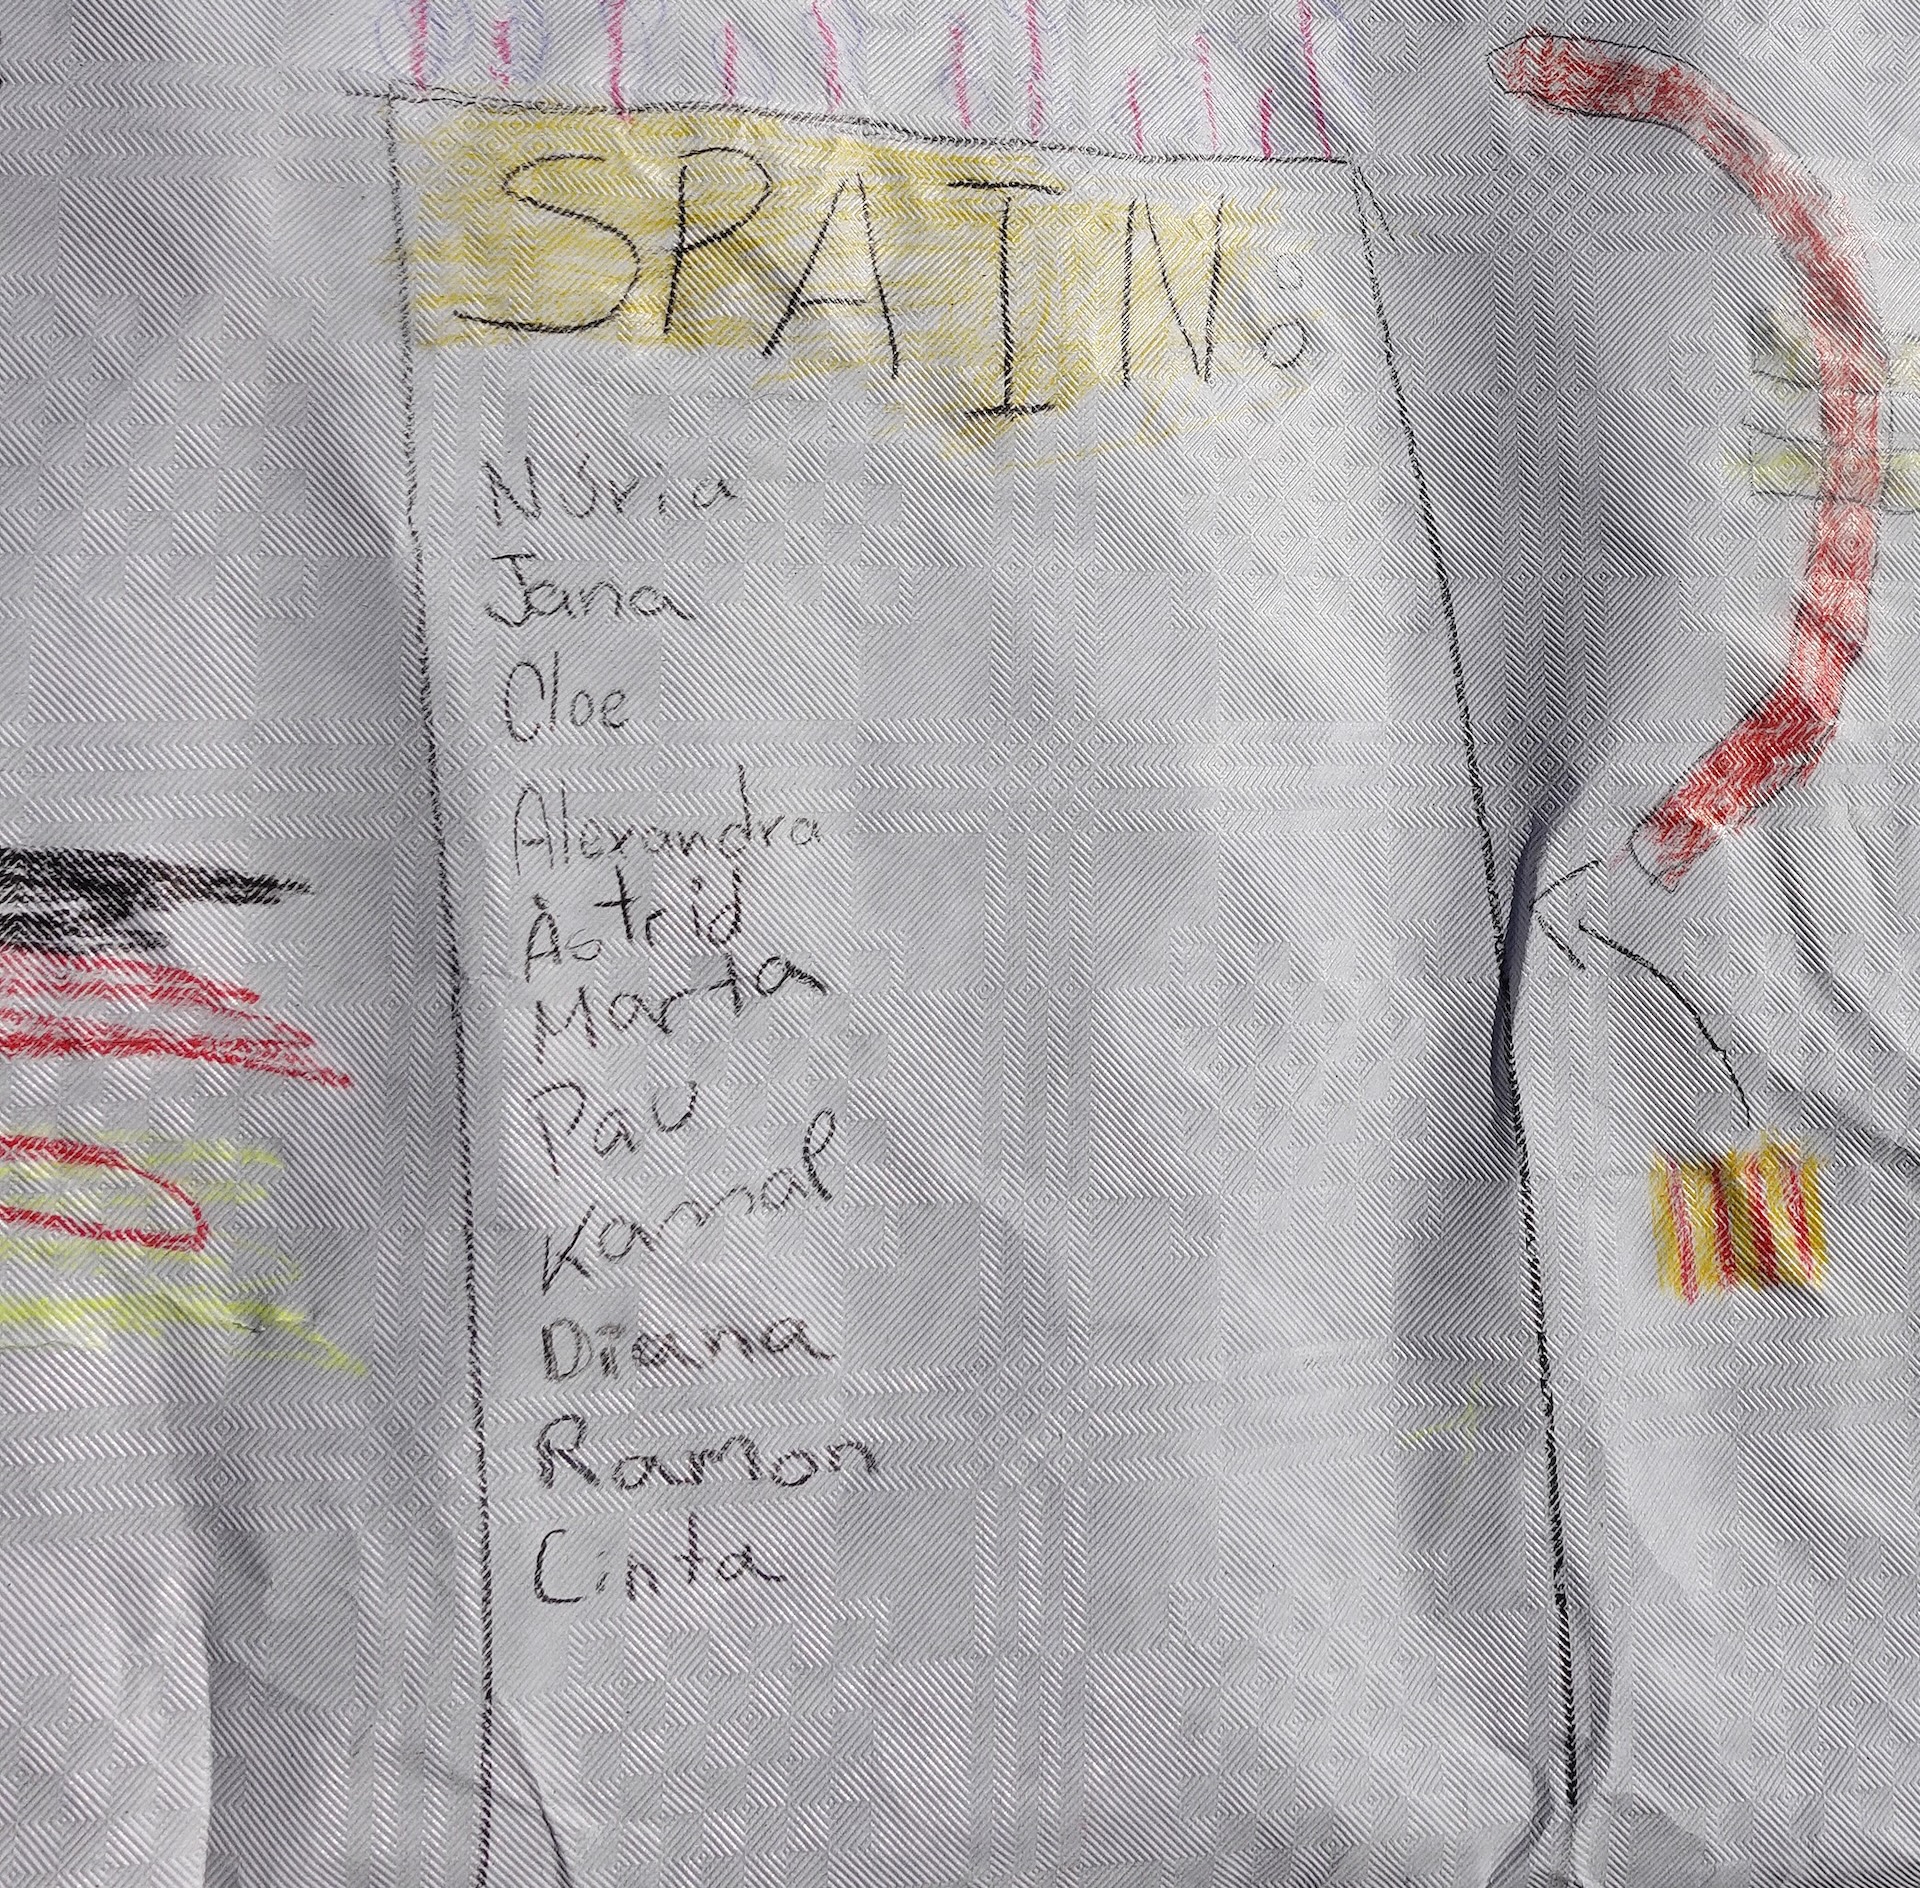 SPAIN
Núria
Jana
Cloe
Alexandra
Àstrid
Marta
Pau
Kamal
Diana
Ramon
Cinta